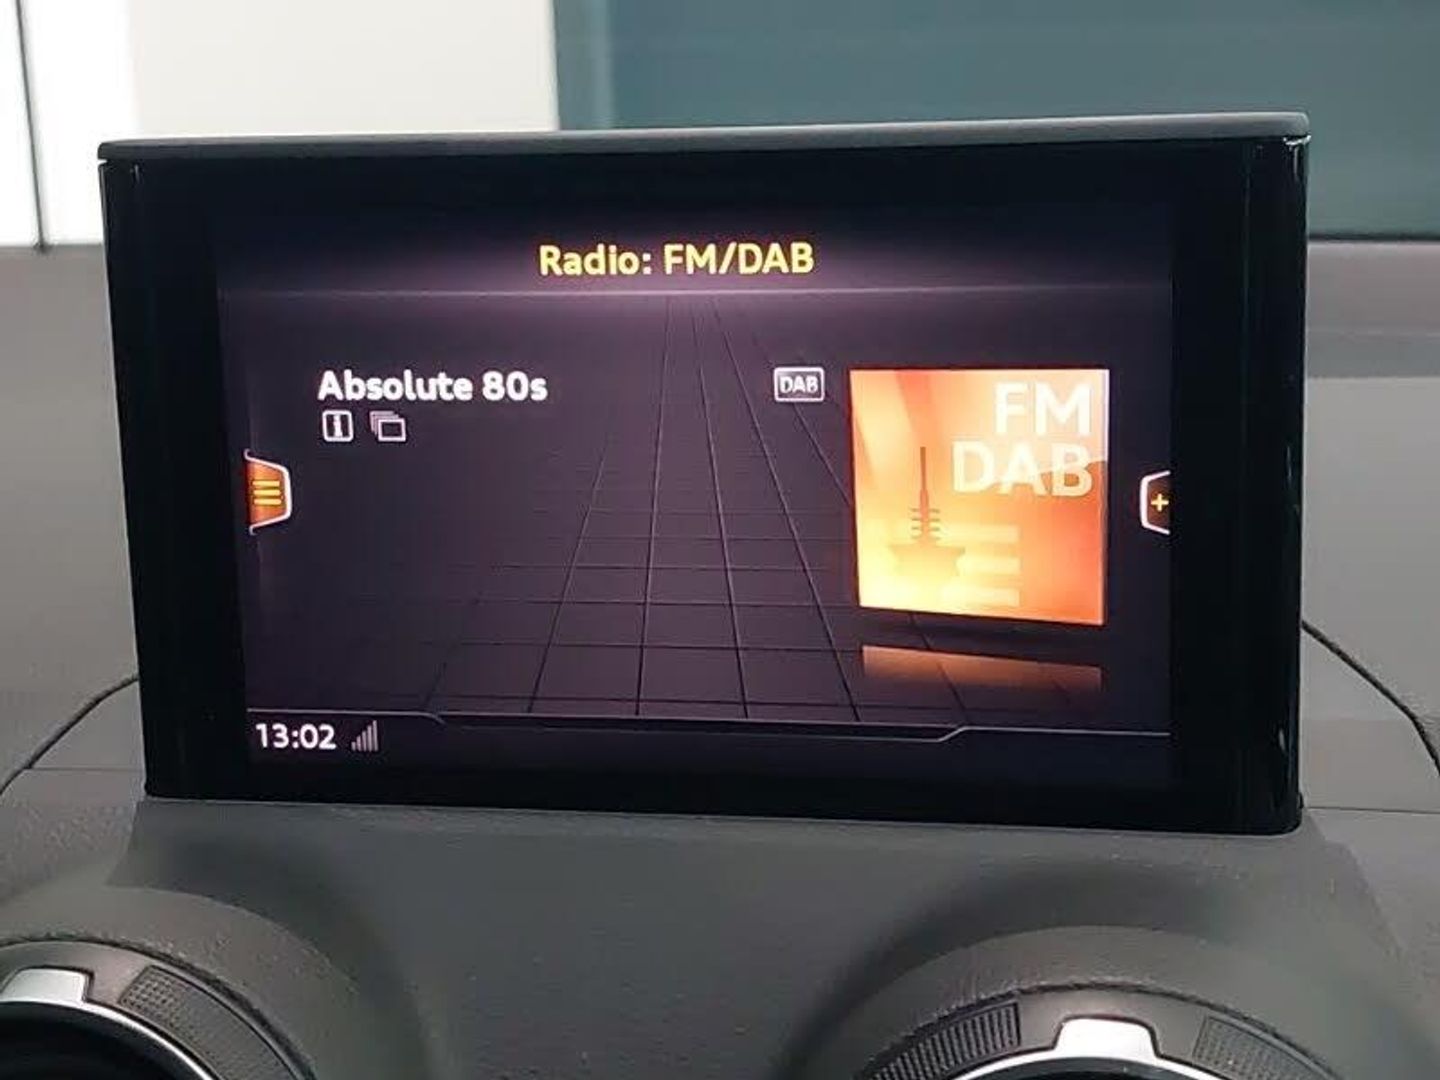 Radio: FM/DAB
Absolute 80s
DAB
FM
DAB
13:02